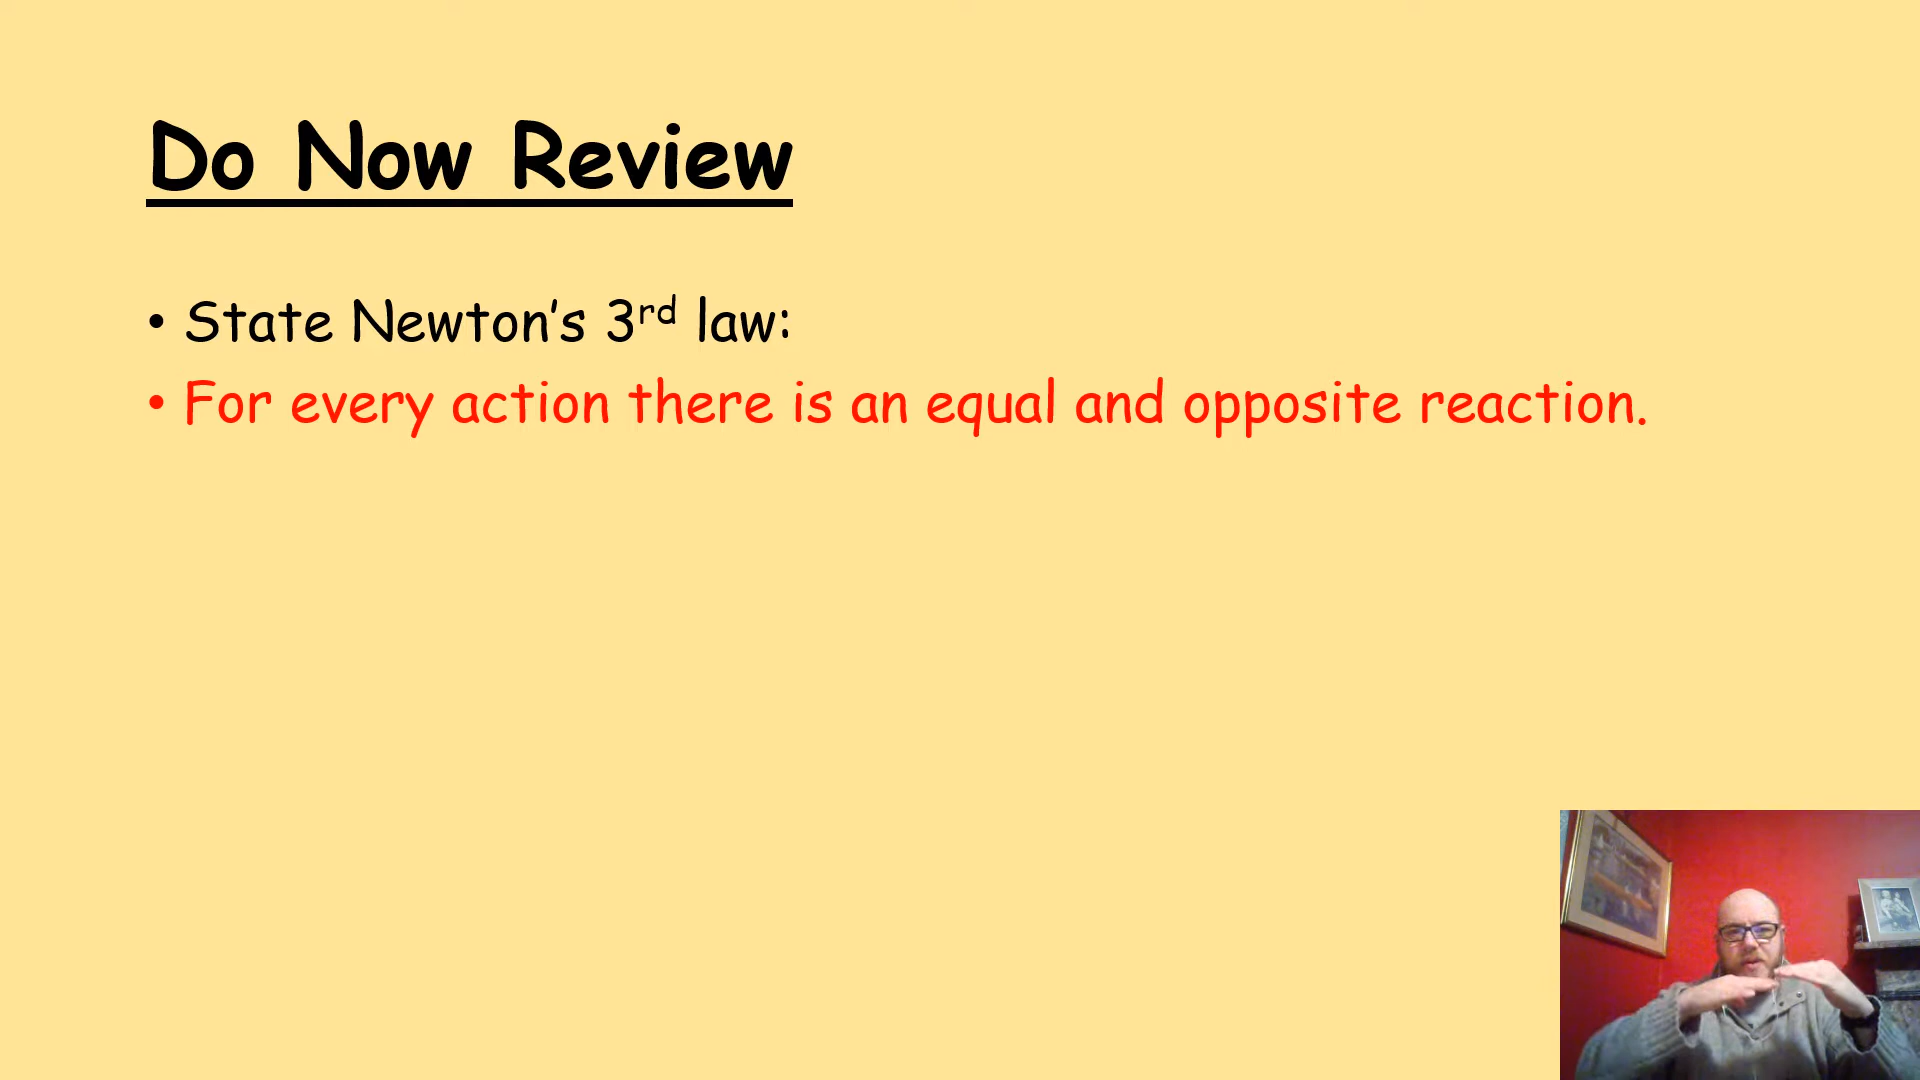 Do Now Review
• State Newton’s 3rd law:
• For every action there is an equal and opposite reaction.